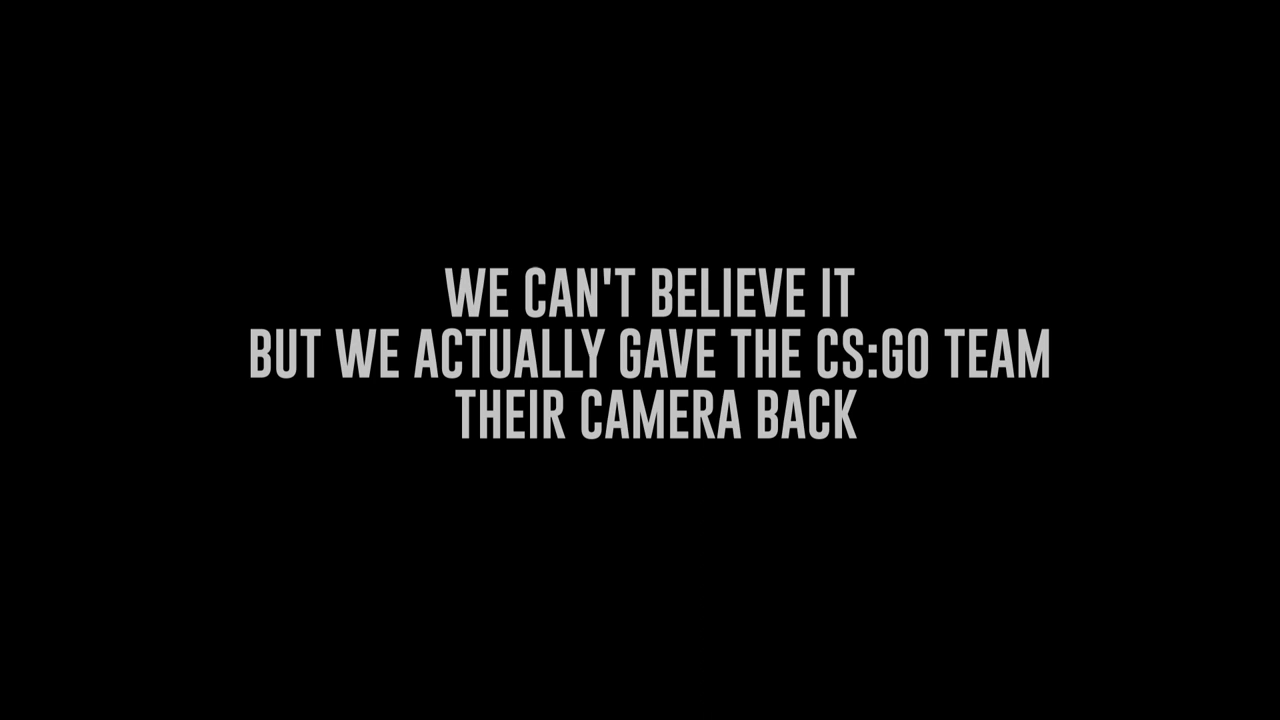 WE CAN'T BELIEVE IT
BUT WE ACTUALLY GAVE THE CS:GO TEAM
THEIR CAMERA BACK